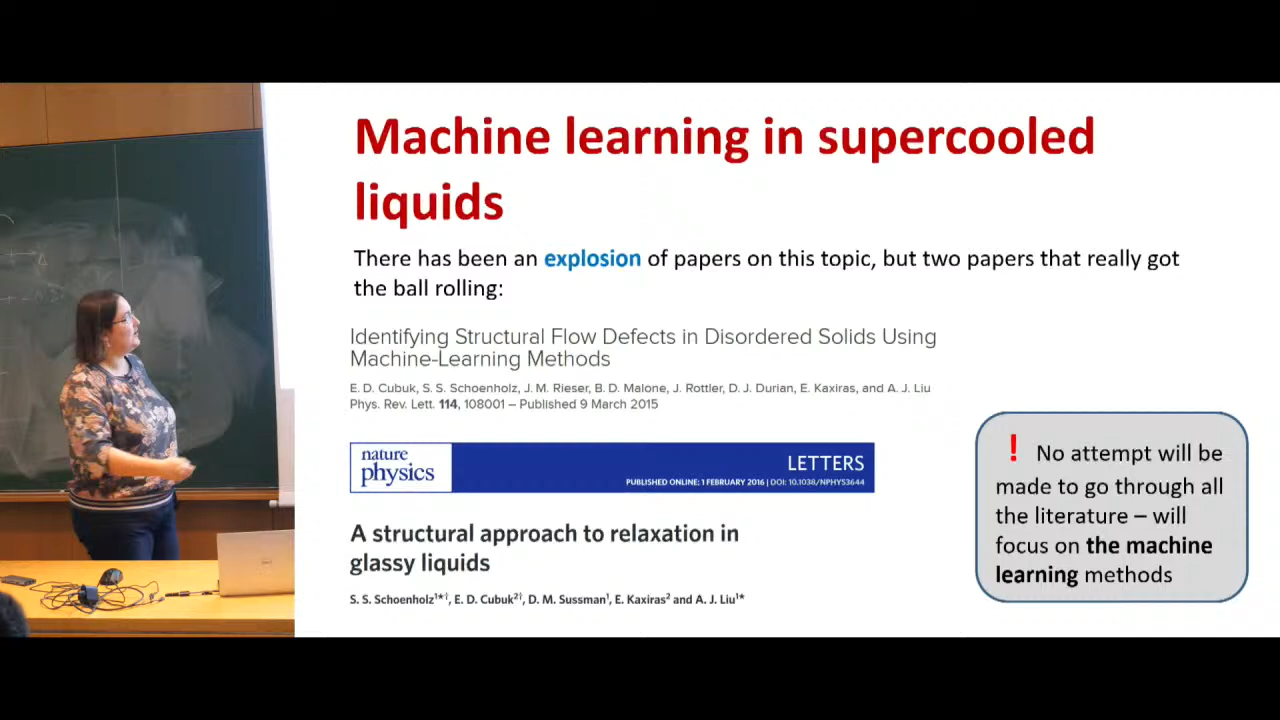 Machine learning in supercooled
liquids
There has been an explosion of papers on this topic, but two papers that really got
the ball rolling:
Identifying Structural Flow Defects in Disordered Solids Using
Machine-Learning Methods
E. D. Cubuk, S. S. Schoenholz, J. M. Rieser, B. D. Malone, J. Rottler, D. J. Durian, E. Kaxiras, and A. J. Liu
Phys. Rev. Lett. 114, 108001 – Published 9 March 2015
nature
physics
LETTERS
PUBLISHED ONLINE: 1 FEBRUARY 2016 | DOI: 10.1038/NPHYS3644
A structural approach to relaxation in
glassy liquids
S. S. Schoenholz¹*†, E. D. Cubuk²†, D. M. Sussman¹, E. Kaxiras² and A. J. Liu¹*
! No attempt will be
made to go through all
the literature – will
focus on the machine
learning methods